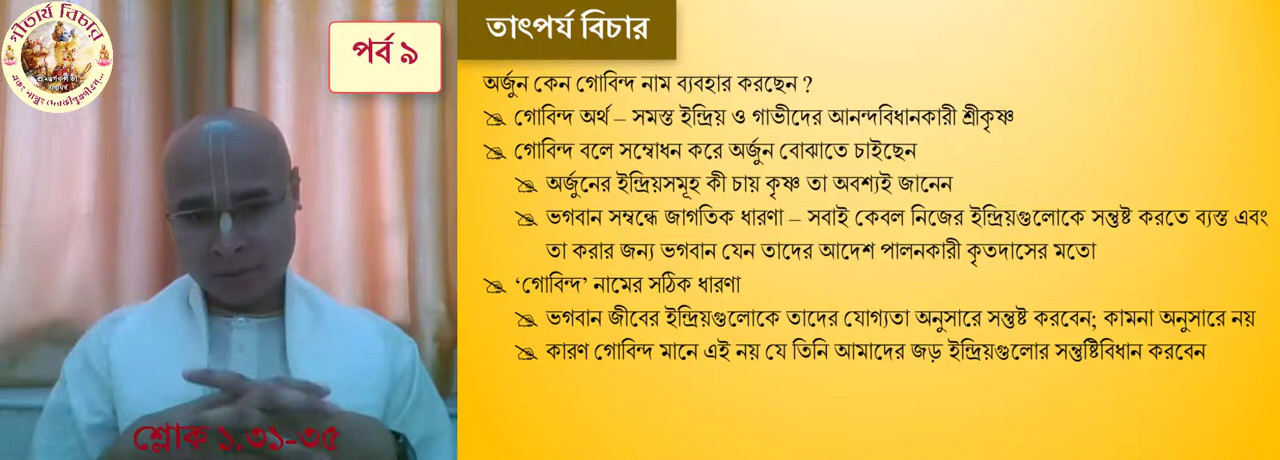 গীতার্থ বিচার
পর্ব ৯
শ্লোক ১.৩১-৩৫
তাৎপর্য বিচার
অর্জুন কেন গোবিন্দ নাম ব্যবহার করছেন ?
গোবিন্দ অর্থ – সমস্ত ইন্দ্রিয় ও গাভীদের আনন্দবিধানকারী শ্রীকৃষ্ণ
গোবিন্দ বলে সম্বোধন করে অর্জুন বোঝাতে চাইছেন
অর্জুনের ইন্দ্রিয়সমূহ কী চায় কৃষ্ণ তা অবশ্যই জানেন
ভগবান সম্বন্ধে জাগতিক ধারণা – সবাই কেবল নিজের ইন্দ্রিয়গুলোকে সন্তুষ্ট করতে ব্যস্ত এবং
তা করার জন্য ভগবান যেন তাদের আদেশ পালনকারী কৃতদাসের মতো
‘গোবিন্দ’ নামের সঠিক ধারণা
ভগবান জীবের ইন্দ্রিয়গুলোকে তাদের যোগ্যতা অনুসারে সন্তুষ্ট করবেন; কামনা অনুসারে নয়
কারণ গোবিন্দ মানে এই নয় যে তিনি আমাদের জড় ইন্দ্রিয়গুলোর সন্তুষ্টিবিধান করবেন